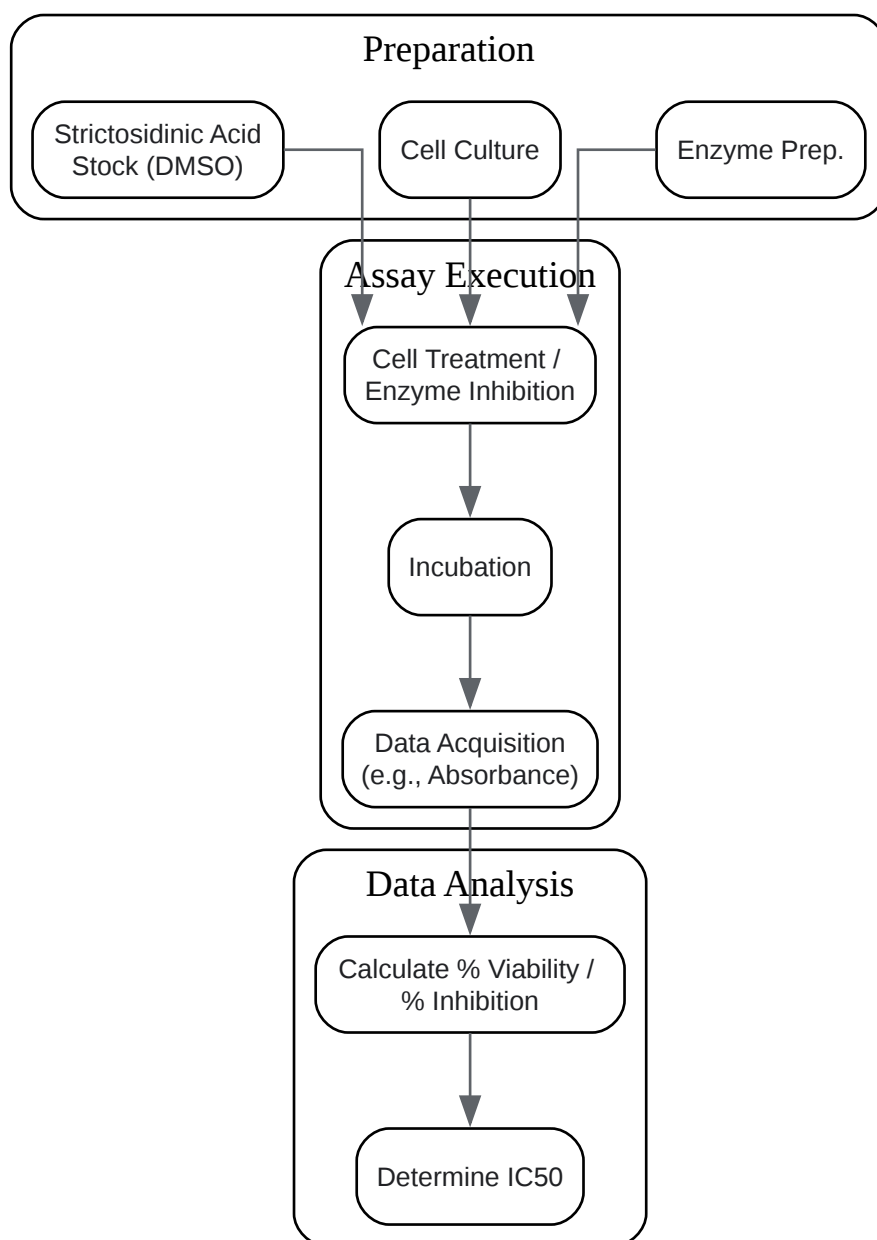 Preparation
Strictosidinic Acid
Stock (DMSO)
Cell Culture
Enzyme Prep.
Assay Execution
Cell Treatment /
Enzyme Inhibition
Incubation
Data Acquisition
(e.g., Absorbance)
Data Analysis
Calculate % Viability /
% Inhibition
Determine IC50